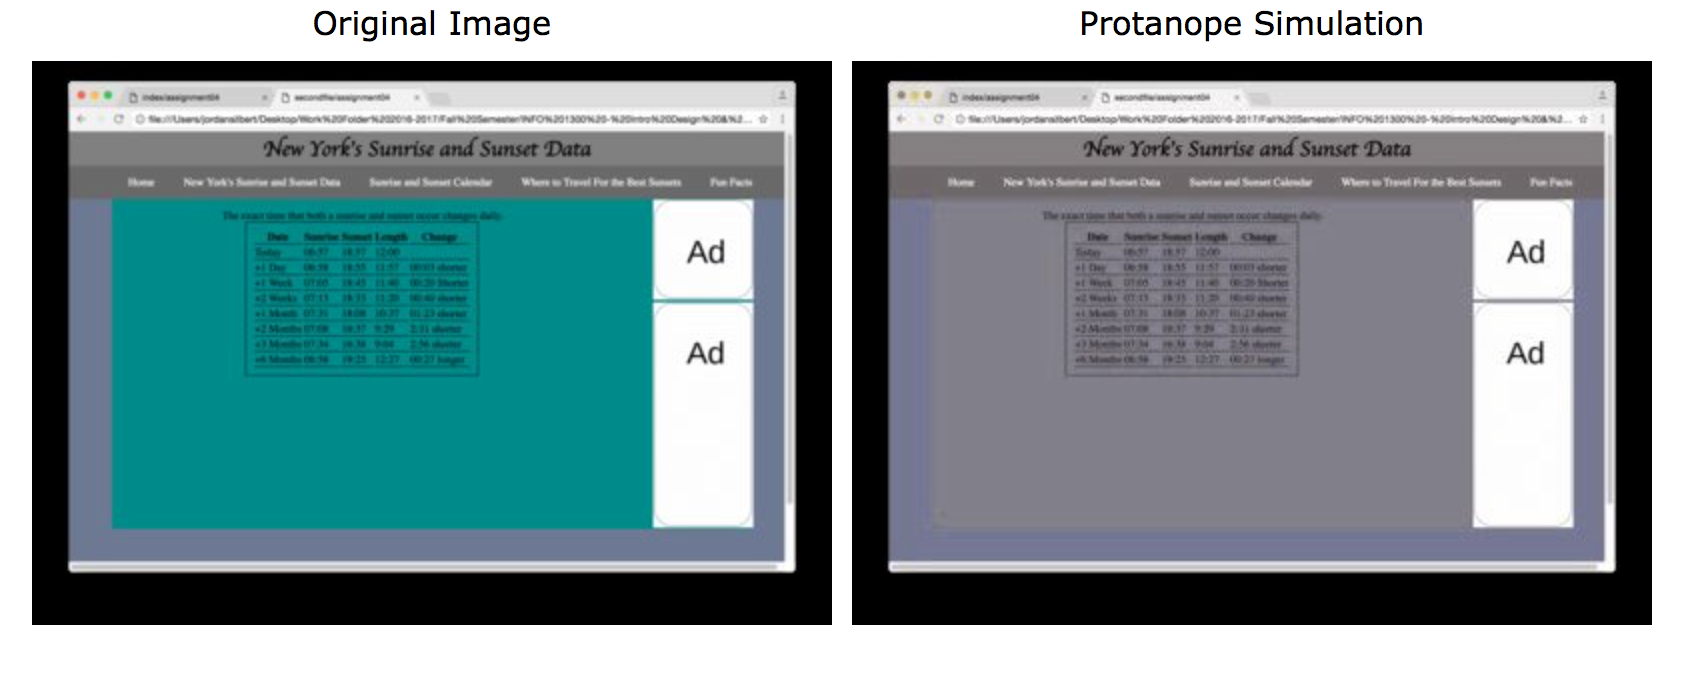 Original Image
Protanope Simulation
index/assignment04
secondfile/assignment04
file:///Users/jordansilbert/Desktop/Work%20Folder%202016-2017/Fall%20Semester/INFO%201300%20-%20Intro%20Design%20&%2...
New York's Sunrise and Sunset Data
Home New York's Sunrise and Sunset Data Sunrise and Sunset Calendar Where to Travel For the Best Sunsets Fun Facts
The exact time that both a sunrise and sunset occur changes daily.
Date Sunrise Sunset Length Change
Today 06:57 18:57 12:00
+1 Day 06:58 18:55 11:57 00:03 shorter
+1 Week 07:05 18:45 11:40 00:20 Shorter
+2 Weeks 07:13 18:33 11:20 00:40 shorter
+1 Month 07:31 18:08 10:37 01:23 shorter
+2 Months 07:08 16:37 9:29 2:31 shorter
+3 Months 07:34 16:38 9:04 2:56 shorter
+6 Months 06:58 19:25 12:27 00:27 longer
Ad
Ad
index/assignment04
secondfile/assignment04
file:///Users/jordansilbert/Desktop/Work%20Folder%202016-2017/Fall%20Semester/INFO%201300%20-%20Intro%20Design%20&%2...
New York's Sunrise and Sunset Data
Home New York's Sunrise and Sunset Data Sunrise and Sunset Calendar Where to Travel For the Best Sunsets Fun Facts
The exact time that both a sunrise and sunset occur changes daily.
Date Sunrise Sunset Length Change
Today 06:57 18:57 12:00
+1 Day 06:58 18:55 11:57 00:03 shorter
+1 Week 07:05 18:45 11:40 00:20 Shorter
+2 Weeks 07:13 18:33 11:20 00:40 shorter
+1 Month 07:31 18:08 10:37 01:23 shorter
+2 Months 07:08 16:37 9:29 2:31 shorter
+3 Months 07:34 16:38 9:04 2:56 shorter
+6 Months 06:58 19:25 12:27 00:27 longer
Ad
Ad